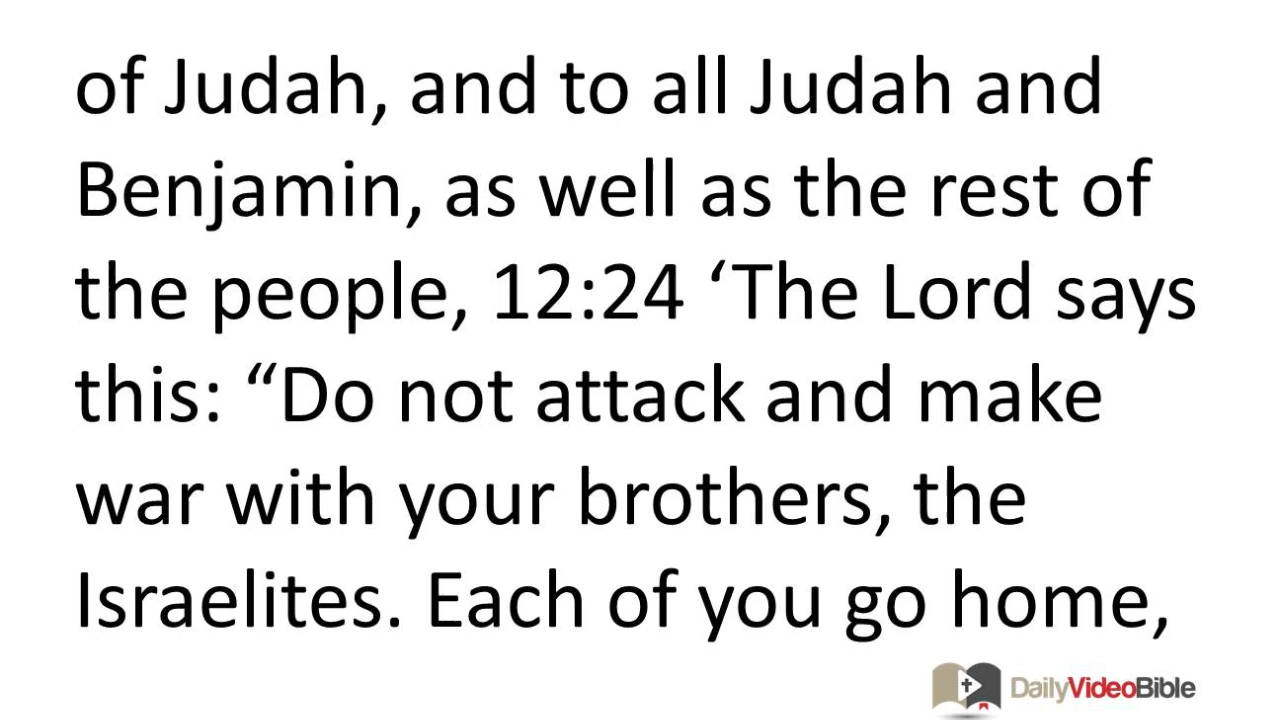 of Judah, and to all Judah and
Benjamin, as well as the rest of
the people, 12:24 ‘The Lord says
this: “Do not attack and make
war with your brothers, the
Israelites. Each of you go home,
DailyVideoBible